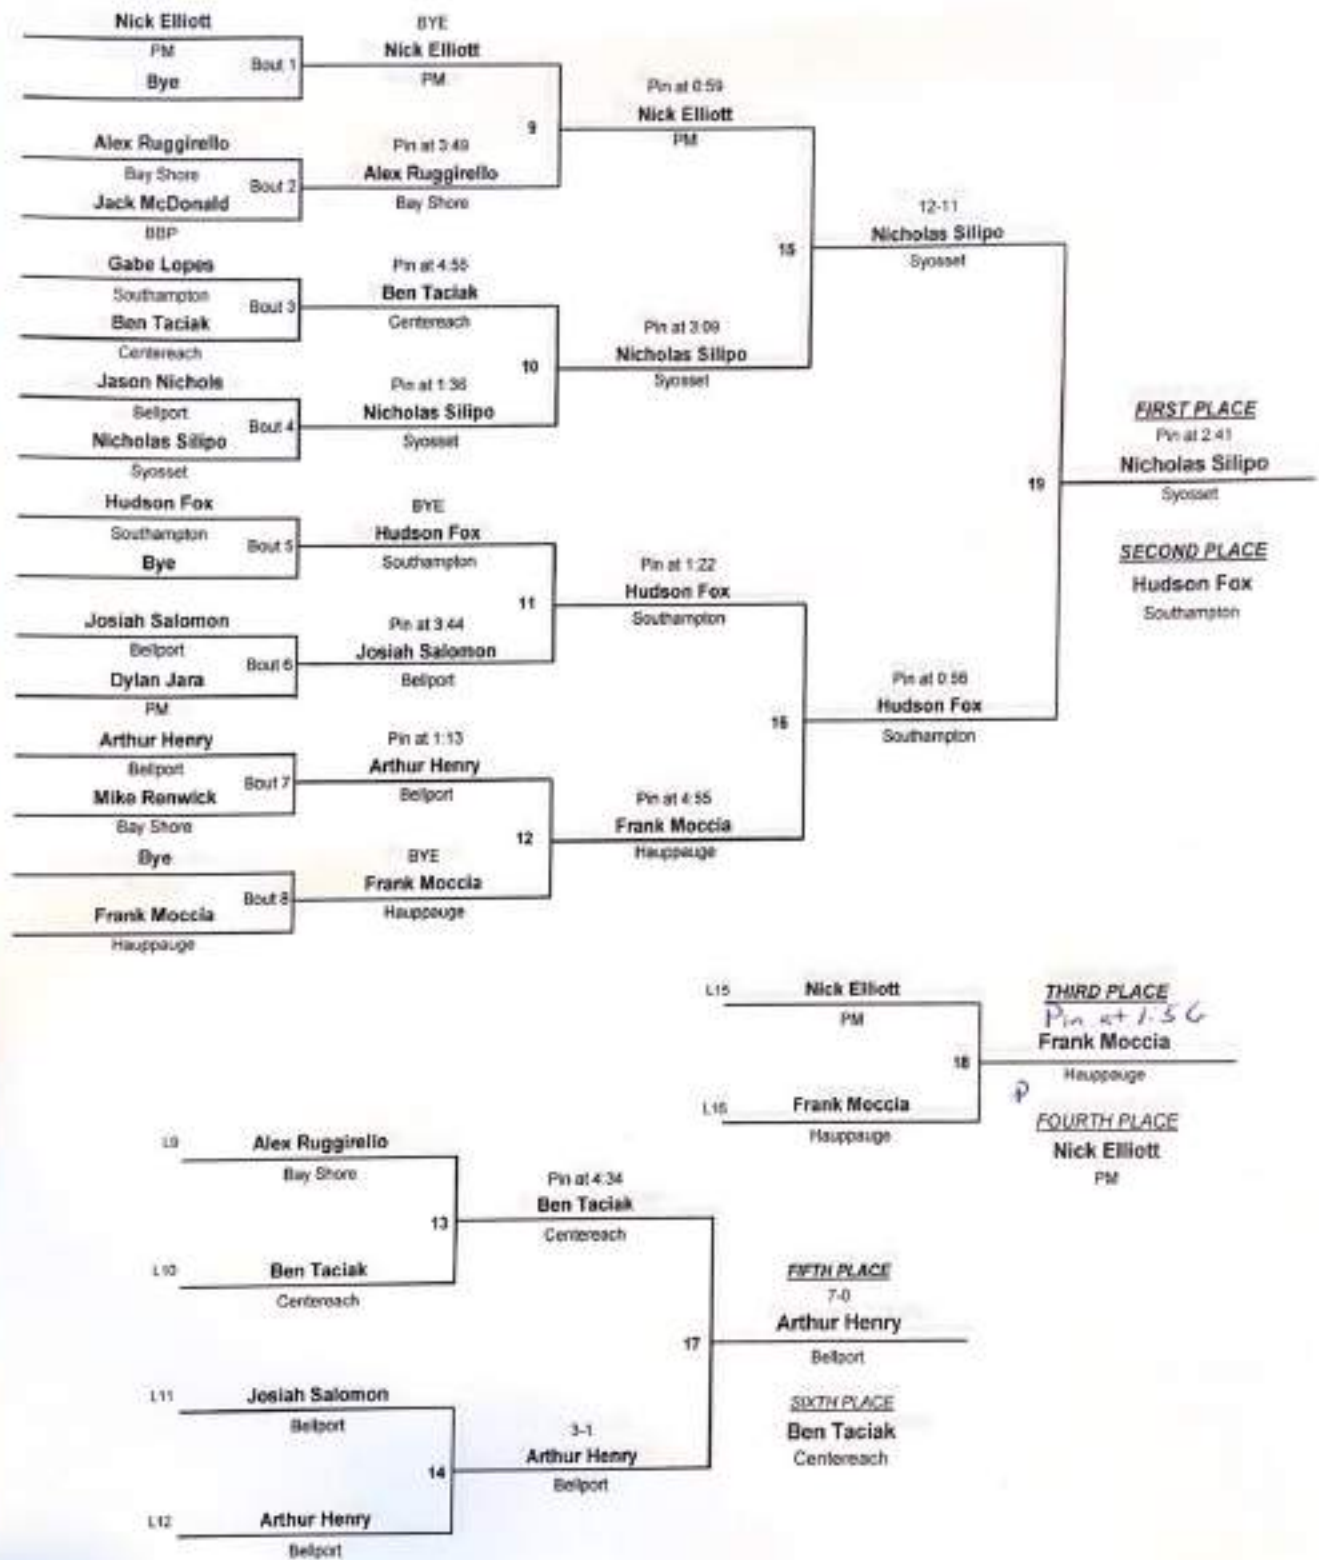 Nick Elliott
PM
Bye
Bout 1
Alex Ruggirello
Bay Shore
Jack McDonald
BBP
Bout 2
Gabe Lopes
Southampton
Ben Taciak
Centereach
Bout 3
Jason Nichols
Bellport
Nicholas Silipo
Syosset
Bout 4
Hudson Fox
Southampton
Bye
Bout 5
Josiah Salomon
Bellport
Dylan Jara
PM
Bout 6
Arthur Henry
Bellport
Mike Renwick
Bay Shore
Bout 7
Bye
Frank Moccia
Hauppauge
Bout 8
BYE
Nick Elliott
PM
9
Pin at 3:49
Alex Ruggirello
Bay Shore
Pin at 4:55
Ben Taciak
Centereach
10
Pin at 1:36
Nicholas Silipo
Syosset
BYE
Hudson Fox
Southampton
11
Pin at 3:44
Josiah Salomon
Bellport
Pin at 1:13
Arthur Henry
Bellport
12
BYE
Frank Moccia
Hauppauge
Pin at 0:59
Nick Elliott
PM
15
Pin at 3:09
Nicholas Silipo
Syosset
Pin at 1:22
Hudson Fox
Southampton
16
Pin at 4:55
Frank Moccia
Hauppauge
12-11
Nicholas Silipo
Syosset
19
Pin at 0:56
Hudson Fox
Southampton
FIRST PLACE
Pin at 2:41
Nicholas Silipo
Syosset
SECOND PLACE
Hudson Fox
Southampton
L15
Nick Elliott
PM
18
L16
Frank Moccia
Hauppauge
THIRD PLACE
Pin at 1:56
Frank Moccia
Hauppauge
P
FOURTH PLACE
Nick Elliott
PM
L9
Alex Ruggirello
Bay Shore
13
L10
Ben Taciak
Centereach
Pin at 4:34
Ben Taciak
Centereach
17
L11
Josiah Salomon
Bellport
14
L12
Arthur Henry
Bellport
3-1
Arthur Henry
Bellport
FIFTH PLACE
7-0
Arthur Henry
Bellport
SIXTH PLACE
Ben Taciak
Centereach